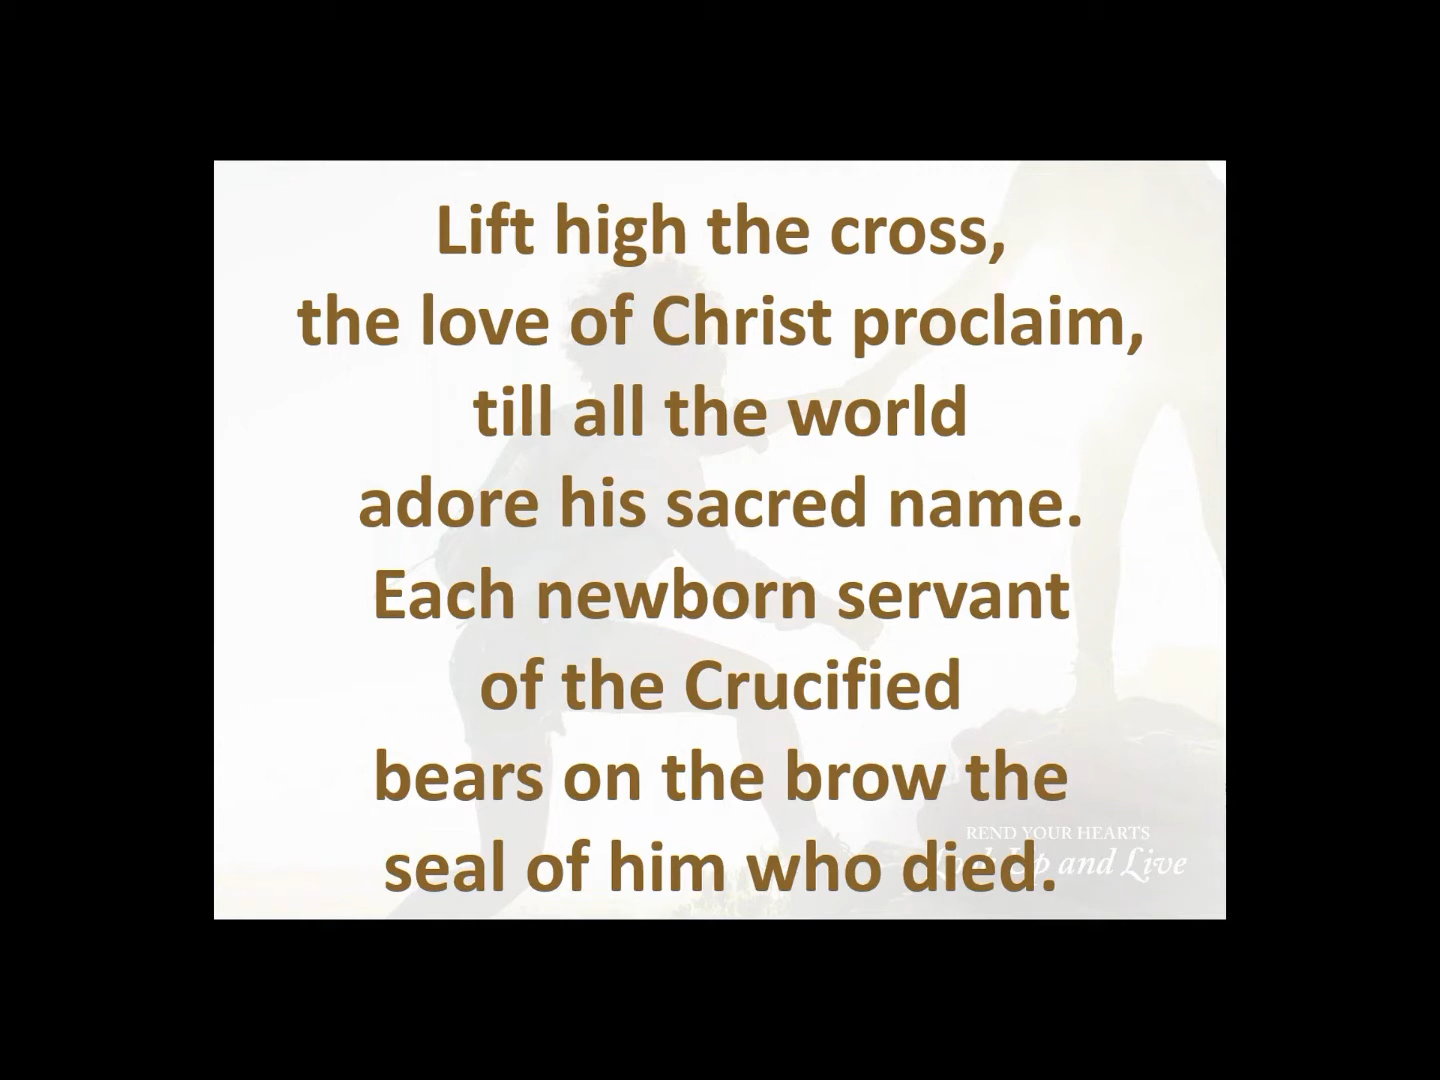 Lift high the cross,
the love of Christ proclaim,
till all the world
adore his sacred name.
Each newborn servant
of the Crucified
bears on the brow the
seal of him who died.
REND YOUR HEARTS
Look Up and Live